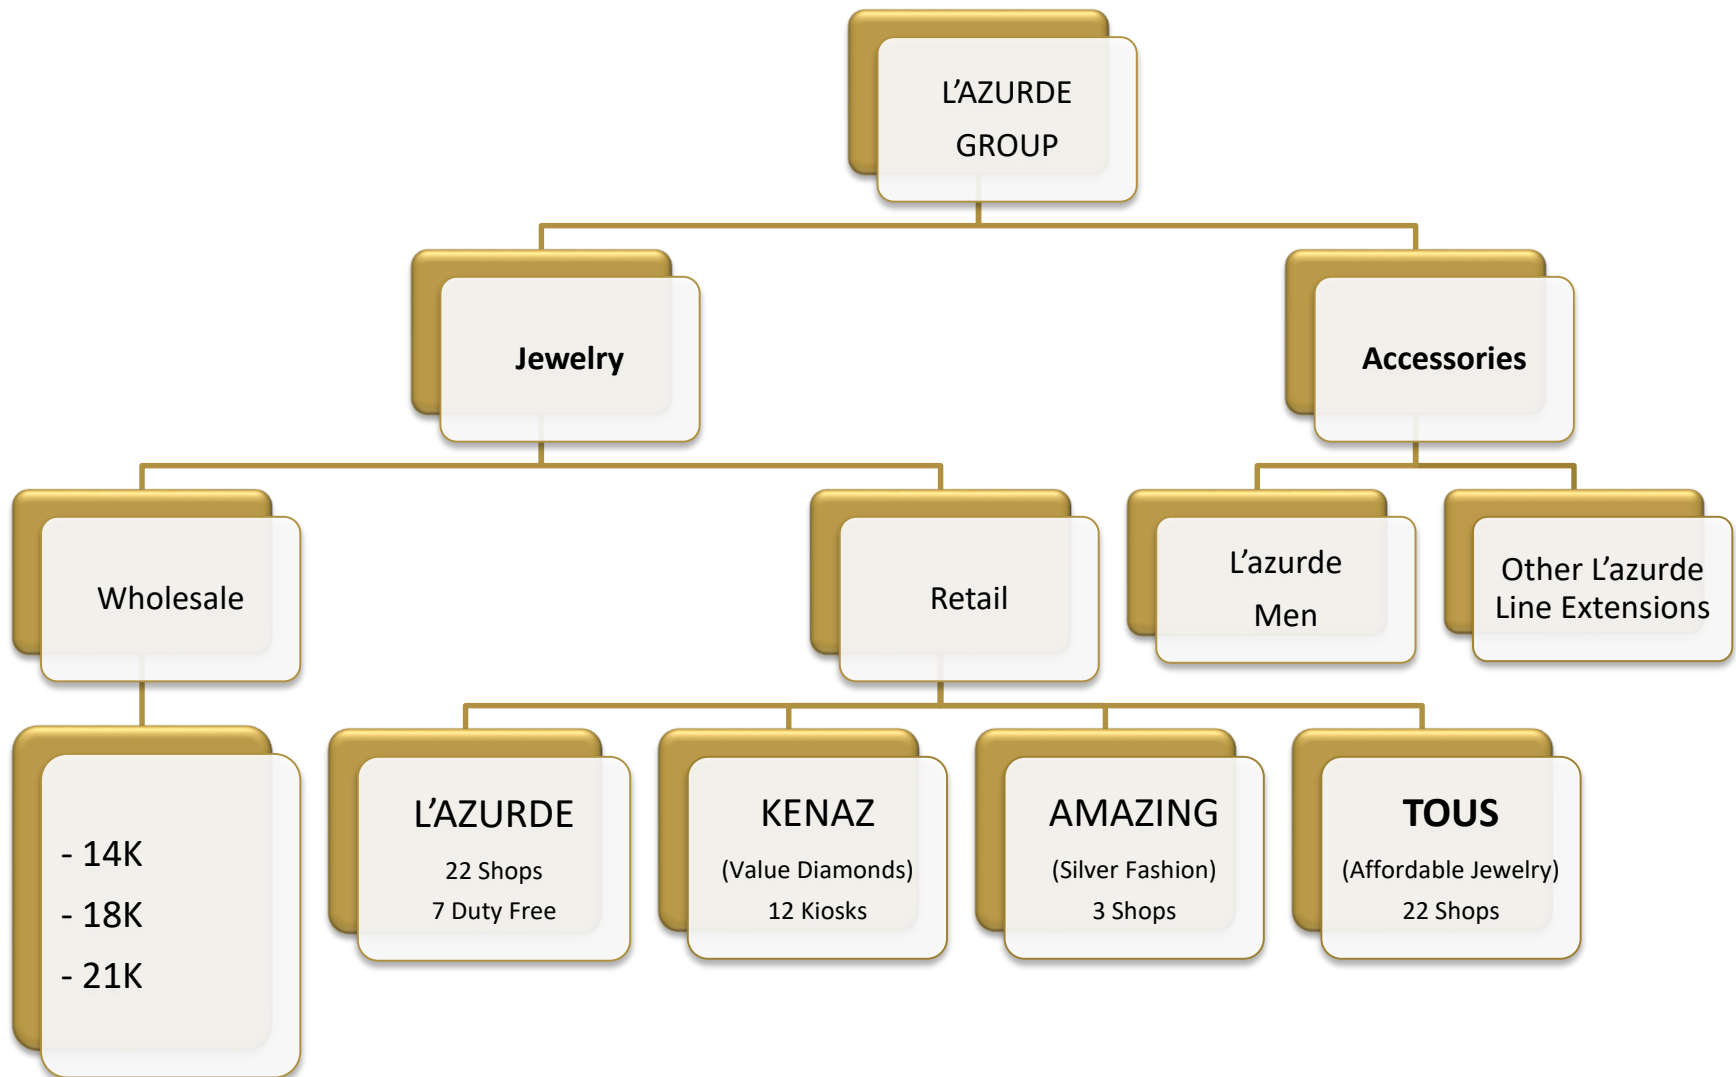 L’AZURDE
GROUP
Jewelry
Accessories
Wholesale
Retail
L’azurde
Men
Other L’azurde
Line Extensions
- 14K
- 18K
- 21K
L’AZURDE
22 Shops
7 Duty Free
KENAZ
(Value Diamonds)
12 Kiosks
AMAZING
(Silver Fashion)
3 Shops
TOUS
(Affordable Jewelry)
22 Shops